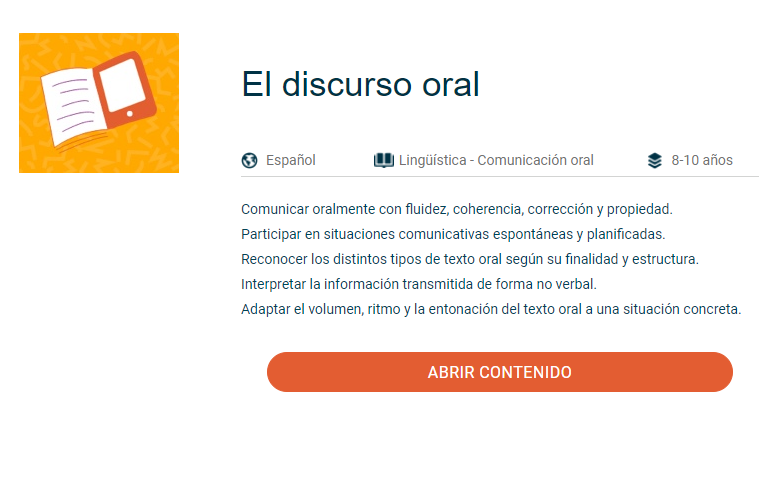 El discurso oral
Español
Lingüística - Comunicación oral
8-10 años
Comunicar oralmente con fluidez, coherencia, corrección y propiedad.
Participar en situaciones comunicativas espontáneas y planificadas.
Reconocer los distintos tipos de texto oral según su finalidad y estructura.
Interpretar la información transmitida de forma no verbal.
Adaptar el volumen, ritmo y la entonación del texto oral a una situación concreta.
ABRIR CONTENIDO